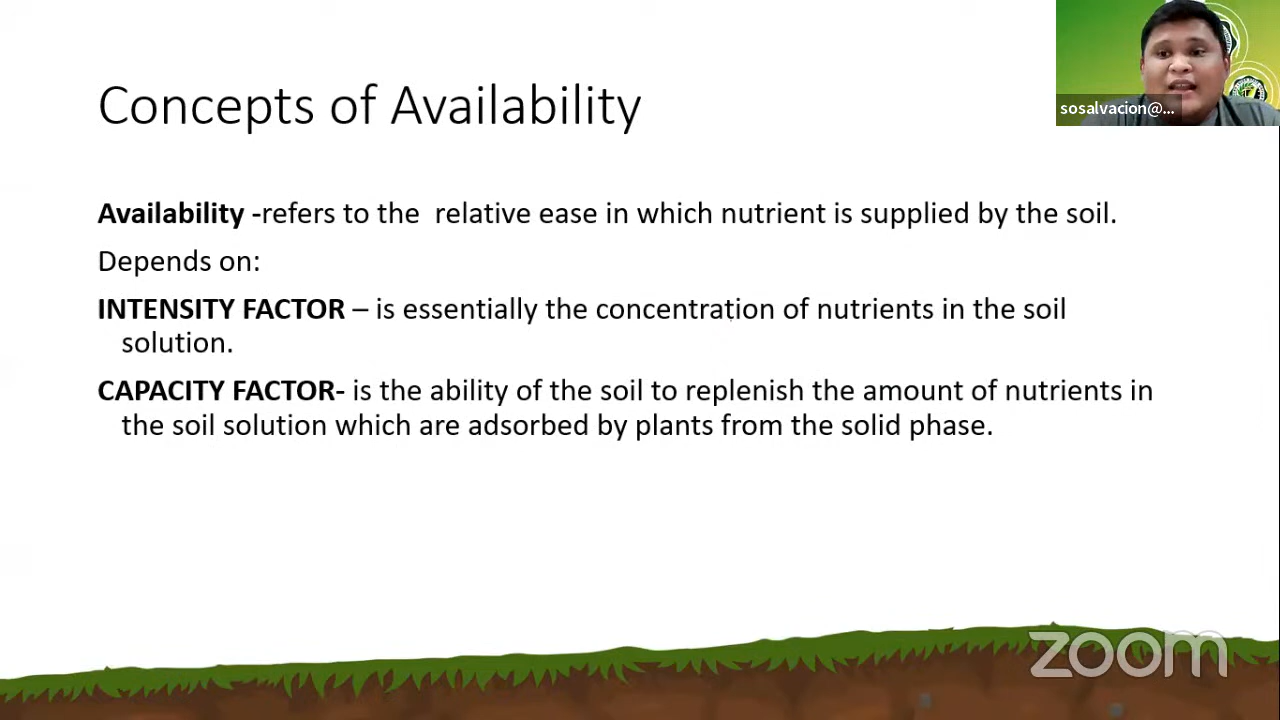 Concepts of Availability
sosalvacion@...
Availability -refers to the  relative ease in which nutrient is supplied by the soil.
Depends on:
INTENSITY FACTOR – is essentially the concentration of nutrients in the soil
solution.
CAPACITY FACTOR- is the ability of the soil to replenish the amount of nutrients in
the soil solution which are adsorbed by plants from the solid phase.
zoom